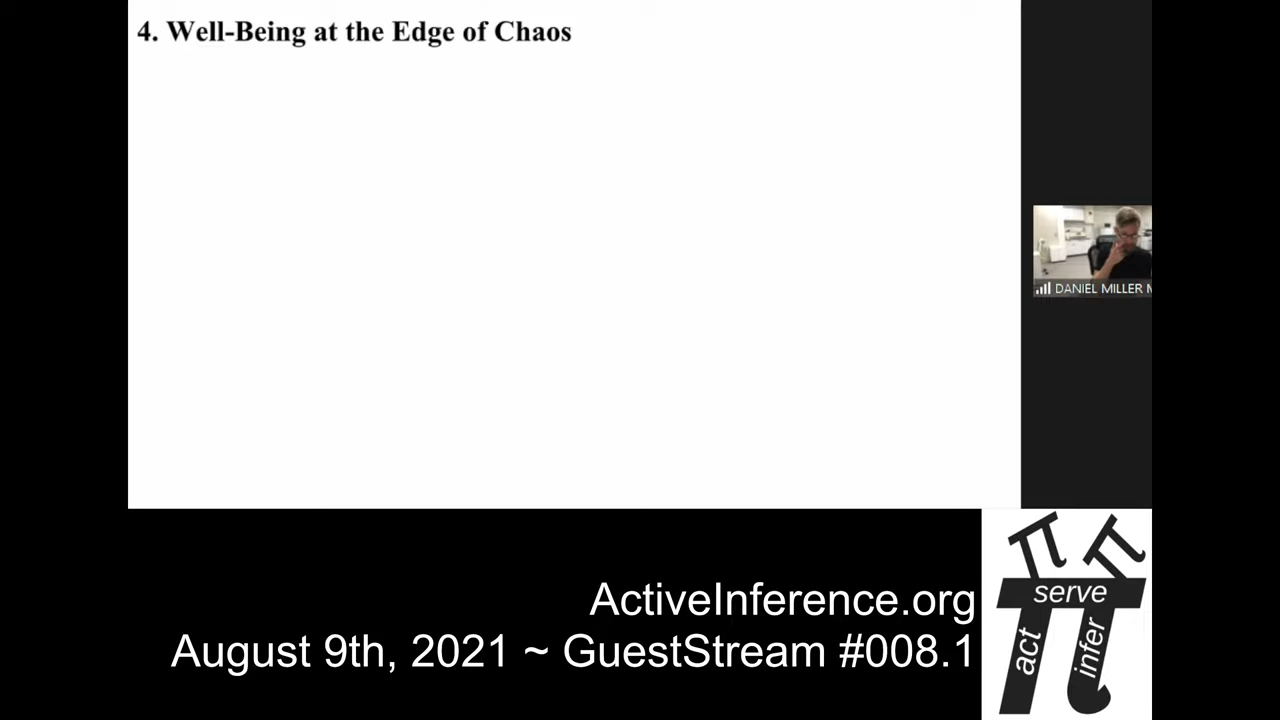 4. Well-Being at the Edge of Chaos
DANIEL MILLER
ActiveInference.org
August 9th, 2021 ~ GuestStream #008.1
serve
act
infer